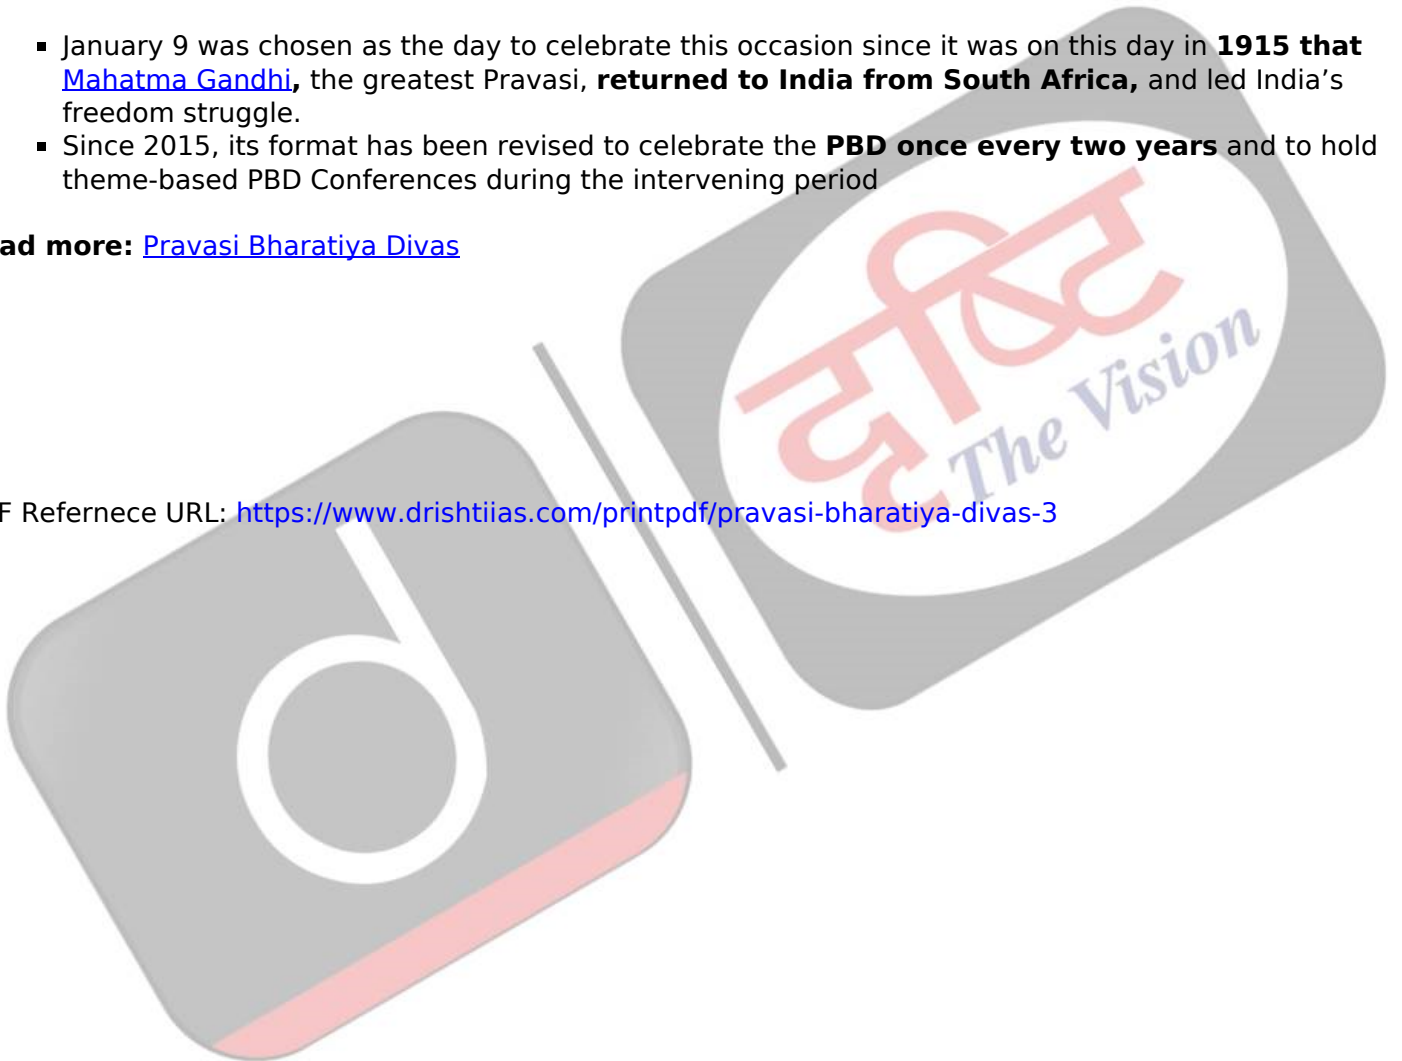 ▪ January 9 was chosen as the day to celebrate this occasion since it was on this day in 1915 that
Mahatma Gandhi, the greatest Pravasi, returned to India from South Africa, and led India’s
freedom struggle.
▪ Since 2015, its format has been revised to celebrate the PBD once every two years and to hold
theme-based PBD Conferences during the intervening period
ad more: Pravasi Bharatiya Divas
दृष्टि
The Vision
F Refernece URL: https://www.drishtiias.com/printpdf/pravasi-bharatiya-divas-3
d